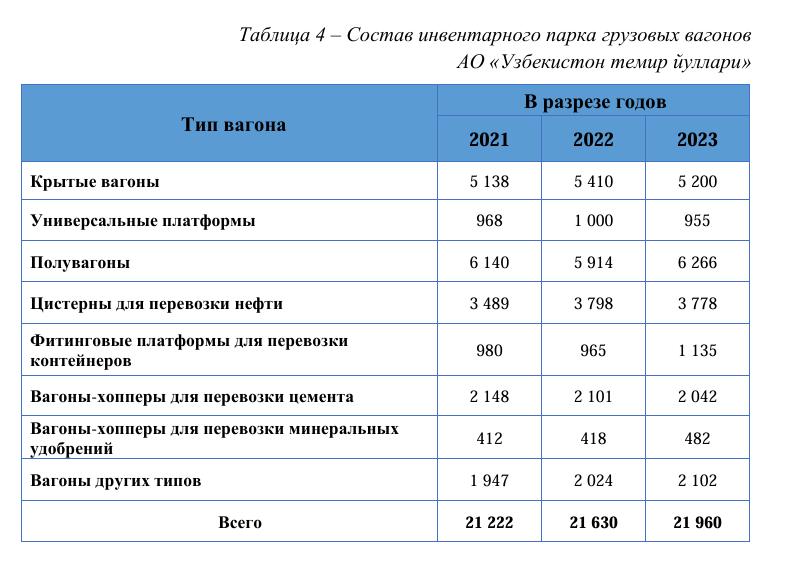 Таблица 4 – Состав инвентарного парка грузовых вагонов
АО «Узбекистон темир йуллари»
Тип вагона
В разрезе годов
2021 2022 2023
Крытые вагоны 5 138 5 410 5 200
Универсальные платформы 968 1 000 955
Полувагоны 6 140 5 914 6 266
Цистерны для перевозки нефти 3 489 3 798 3 778
Фитинговые платформы для перевозки
контейнеров 980 965 1 135
Вагоны-хопперы для перевозки цемента 2 148 2 101 2 042
Вагоны-хопперы для перевозки минеральных
удобрений 412 418 482
Вагоны других типов 1 947 2 024 2 102
Всего 21 222 21 630 21 960